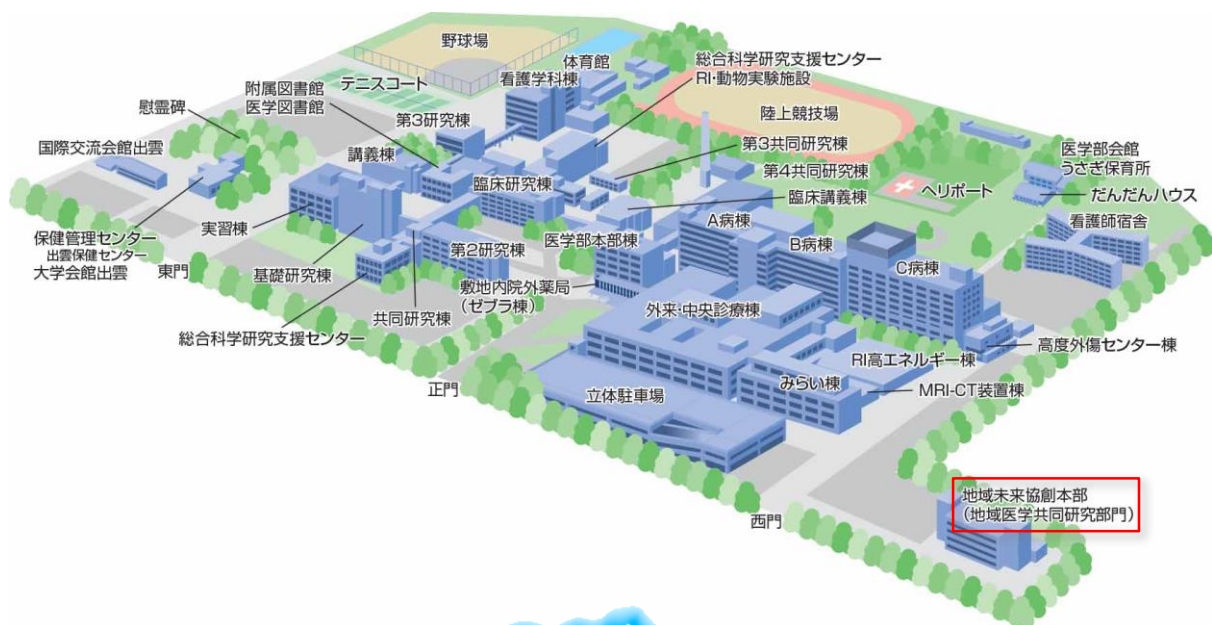 野球場
体育館
総合科学研究支援センター
RI・動物実験施設
看護学科棟
附属図書館
医学図書館
テニスコート
慰霊碑
第3研究棟
陸上競技場
国際交流会館出雲
講義棟
第3共同研究棟
医学部会館
うさぎ保育所
第4共同研究棟
臨床研究棟
ヘリポート
だんだんハウス
臨床講義棟
A病棟
看護師宿舎
実習棟
保健管理センター
出雲保健センター
大学会館出雲
東門
医学部本部棟
B病棟
第2研究棟
C病棟
基礎研究棟
敷地内院外薬局
(ゼブラ棟)
外来・中央診療棟
共同研究棟
総合科学研究支援センター
高度外傷センター棟
RI高エネルギー棟
正門
立体駐車場
みらい棟
MRI-CT装置棟
地域未来協創本部
(地域医学共同研究部門)
西門